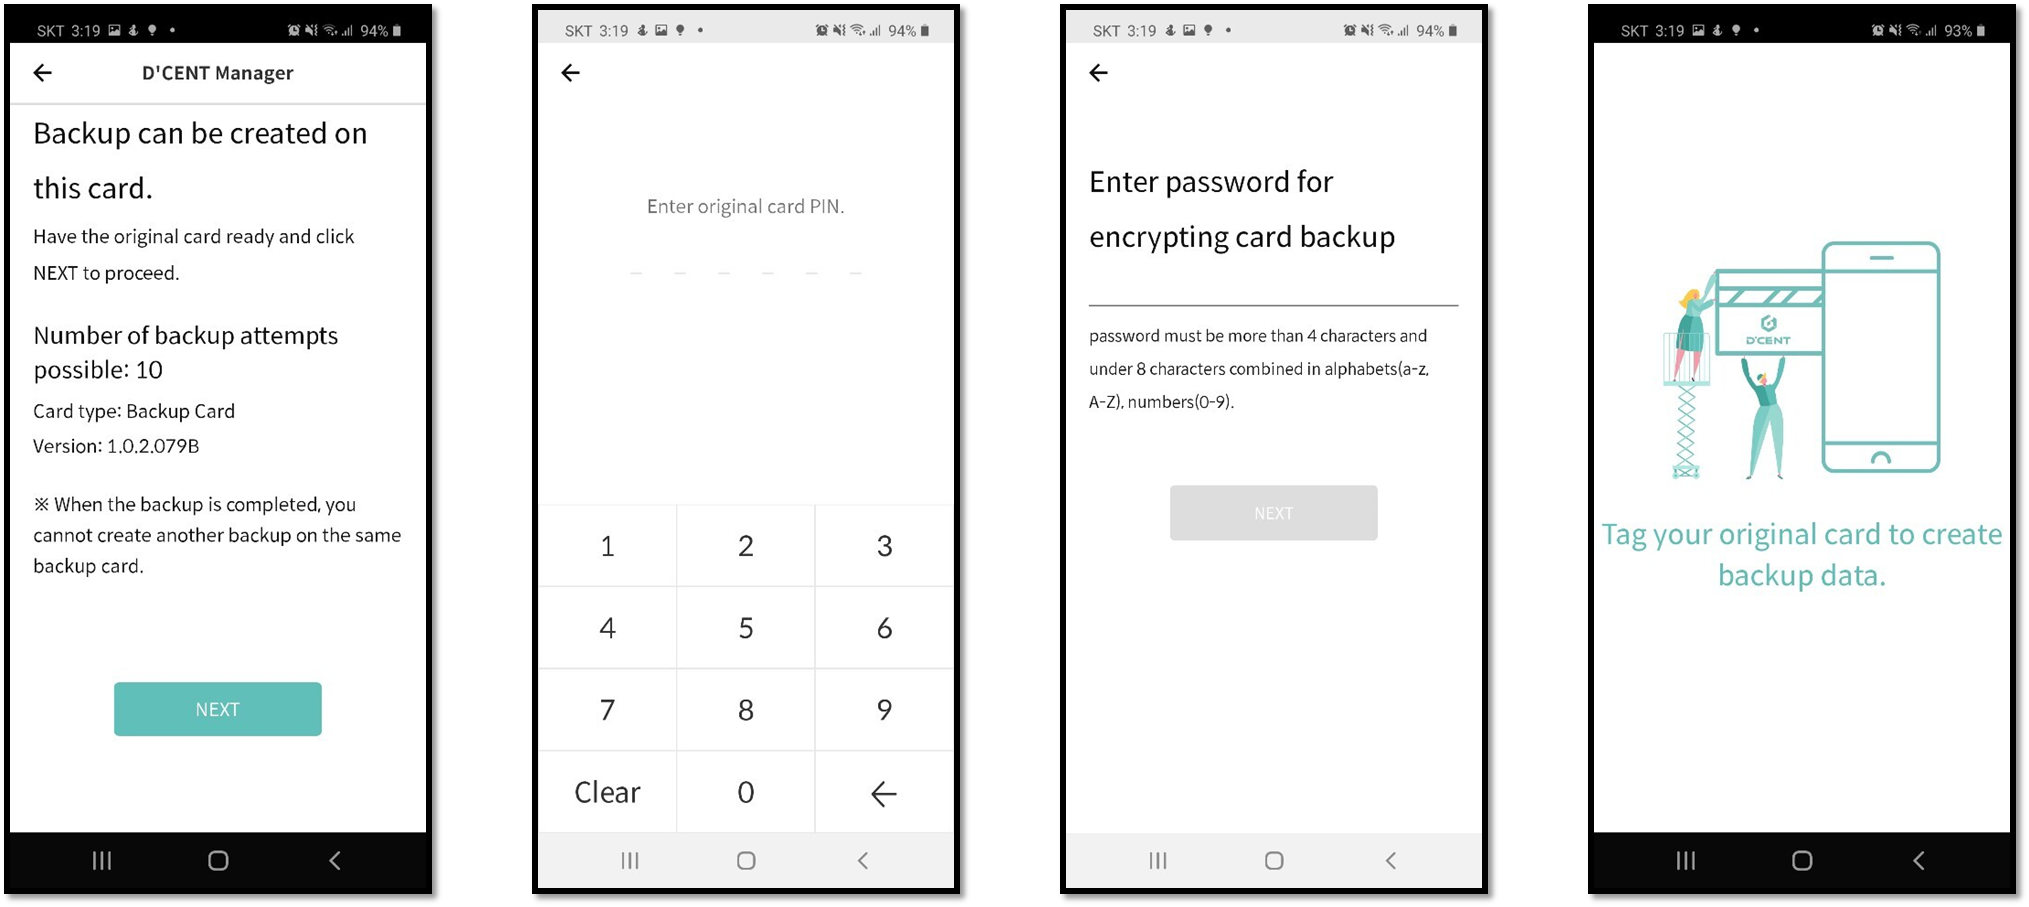 SKT 3:19
94%
D'CENT Manager
Backup can be created on
this card.
Have the original card ready and click
NEXT to proceed.
Number of backup attempts
possible: 10
Card type: Backup Card
Version: 1.0.2.079B
※ When the backup is completed, you
cannot create another backup on the same
backup card.
NEXT
SKT 3:19
94%
Enter original card PIN.
1 2 3
4 5 6
7 8 9
Clear 0
SKT 3:19
94%
Enter password for
encrypting card backup
password must be more than 4 characters and
under 8 characters combined in alphabets(a-z,
A-Z), numbers(0-9).
NEXT
SKT 3:19
93%
D'CENT
Tag your original card to create
backup data.